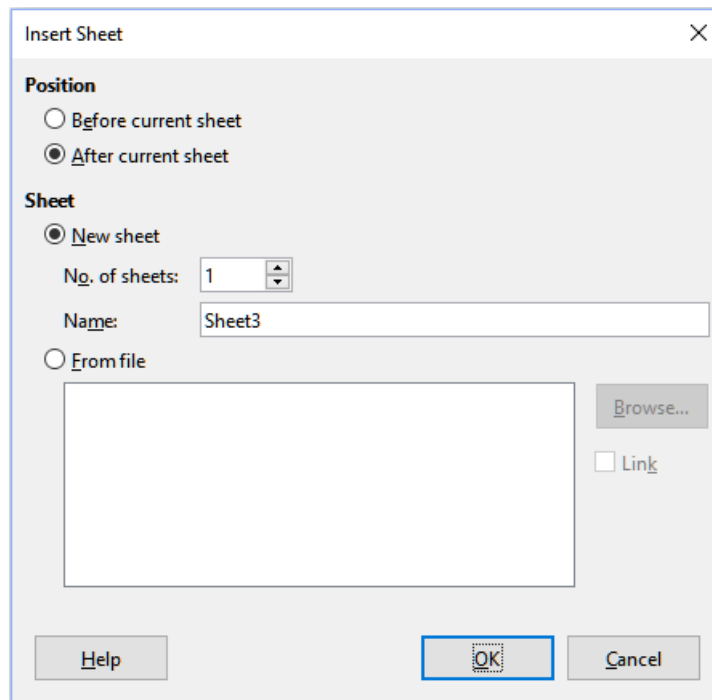 Insert Sheet
Position
Before current sheet
After current sheet
Sheet
New sheet
No. of sheets: 1
Name: Sheet3
From file
Browse...
Link
Help OK Cancel